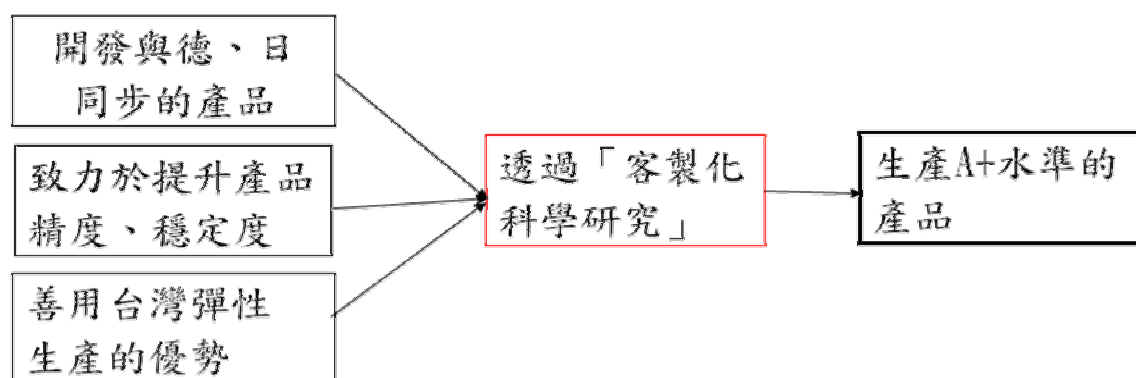 開發與德、日
同步的產品
致力於提升產品
精度、穩定度
善用台灣彈性
生產的優勢
透過「客製化
科學研究」
生產A+水準的
產品